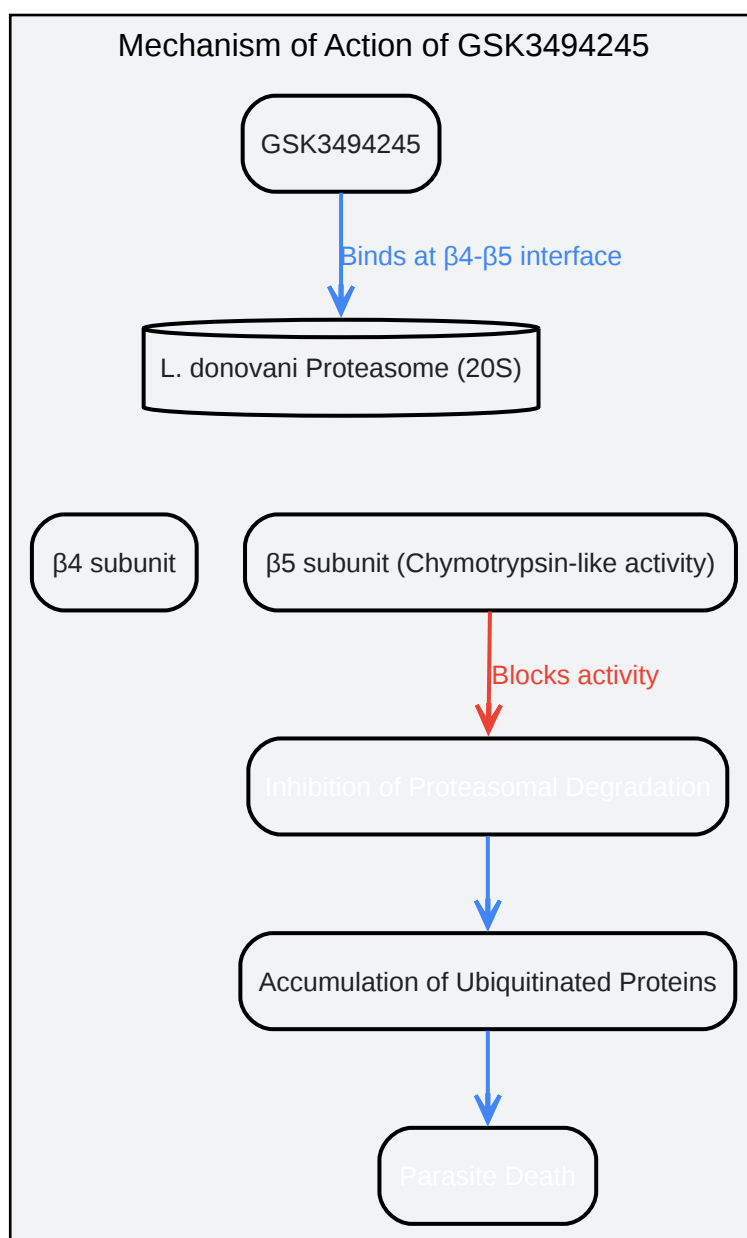 Mechanism of Action of GSK3494245
GSK3494245
Binds at β4-β5 interface
L. donovani Proteasome (20S)
β4 subunit
β5 subunit (Chymotrypsin-like activity)
Blocks activity
Inhibition of Proteasomal Degradation
Accumulation of Ubiquitinated Proteins
Parasite Death